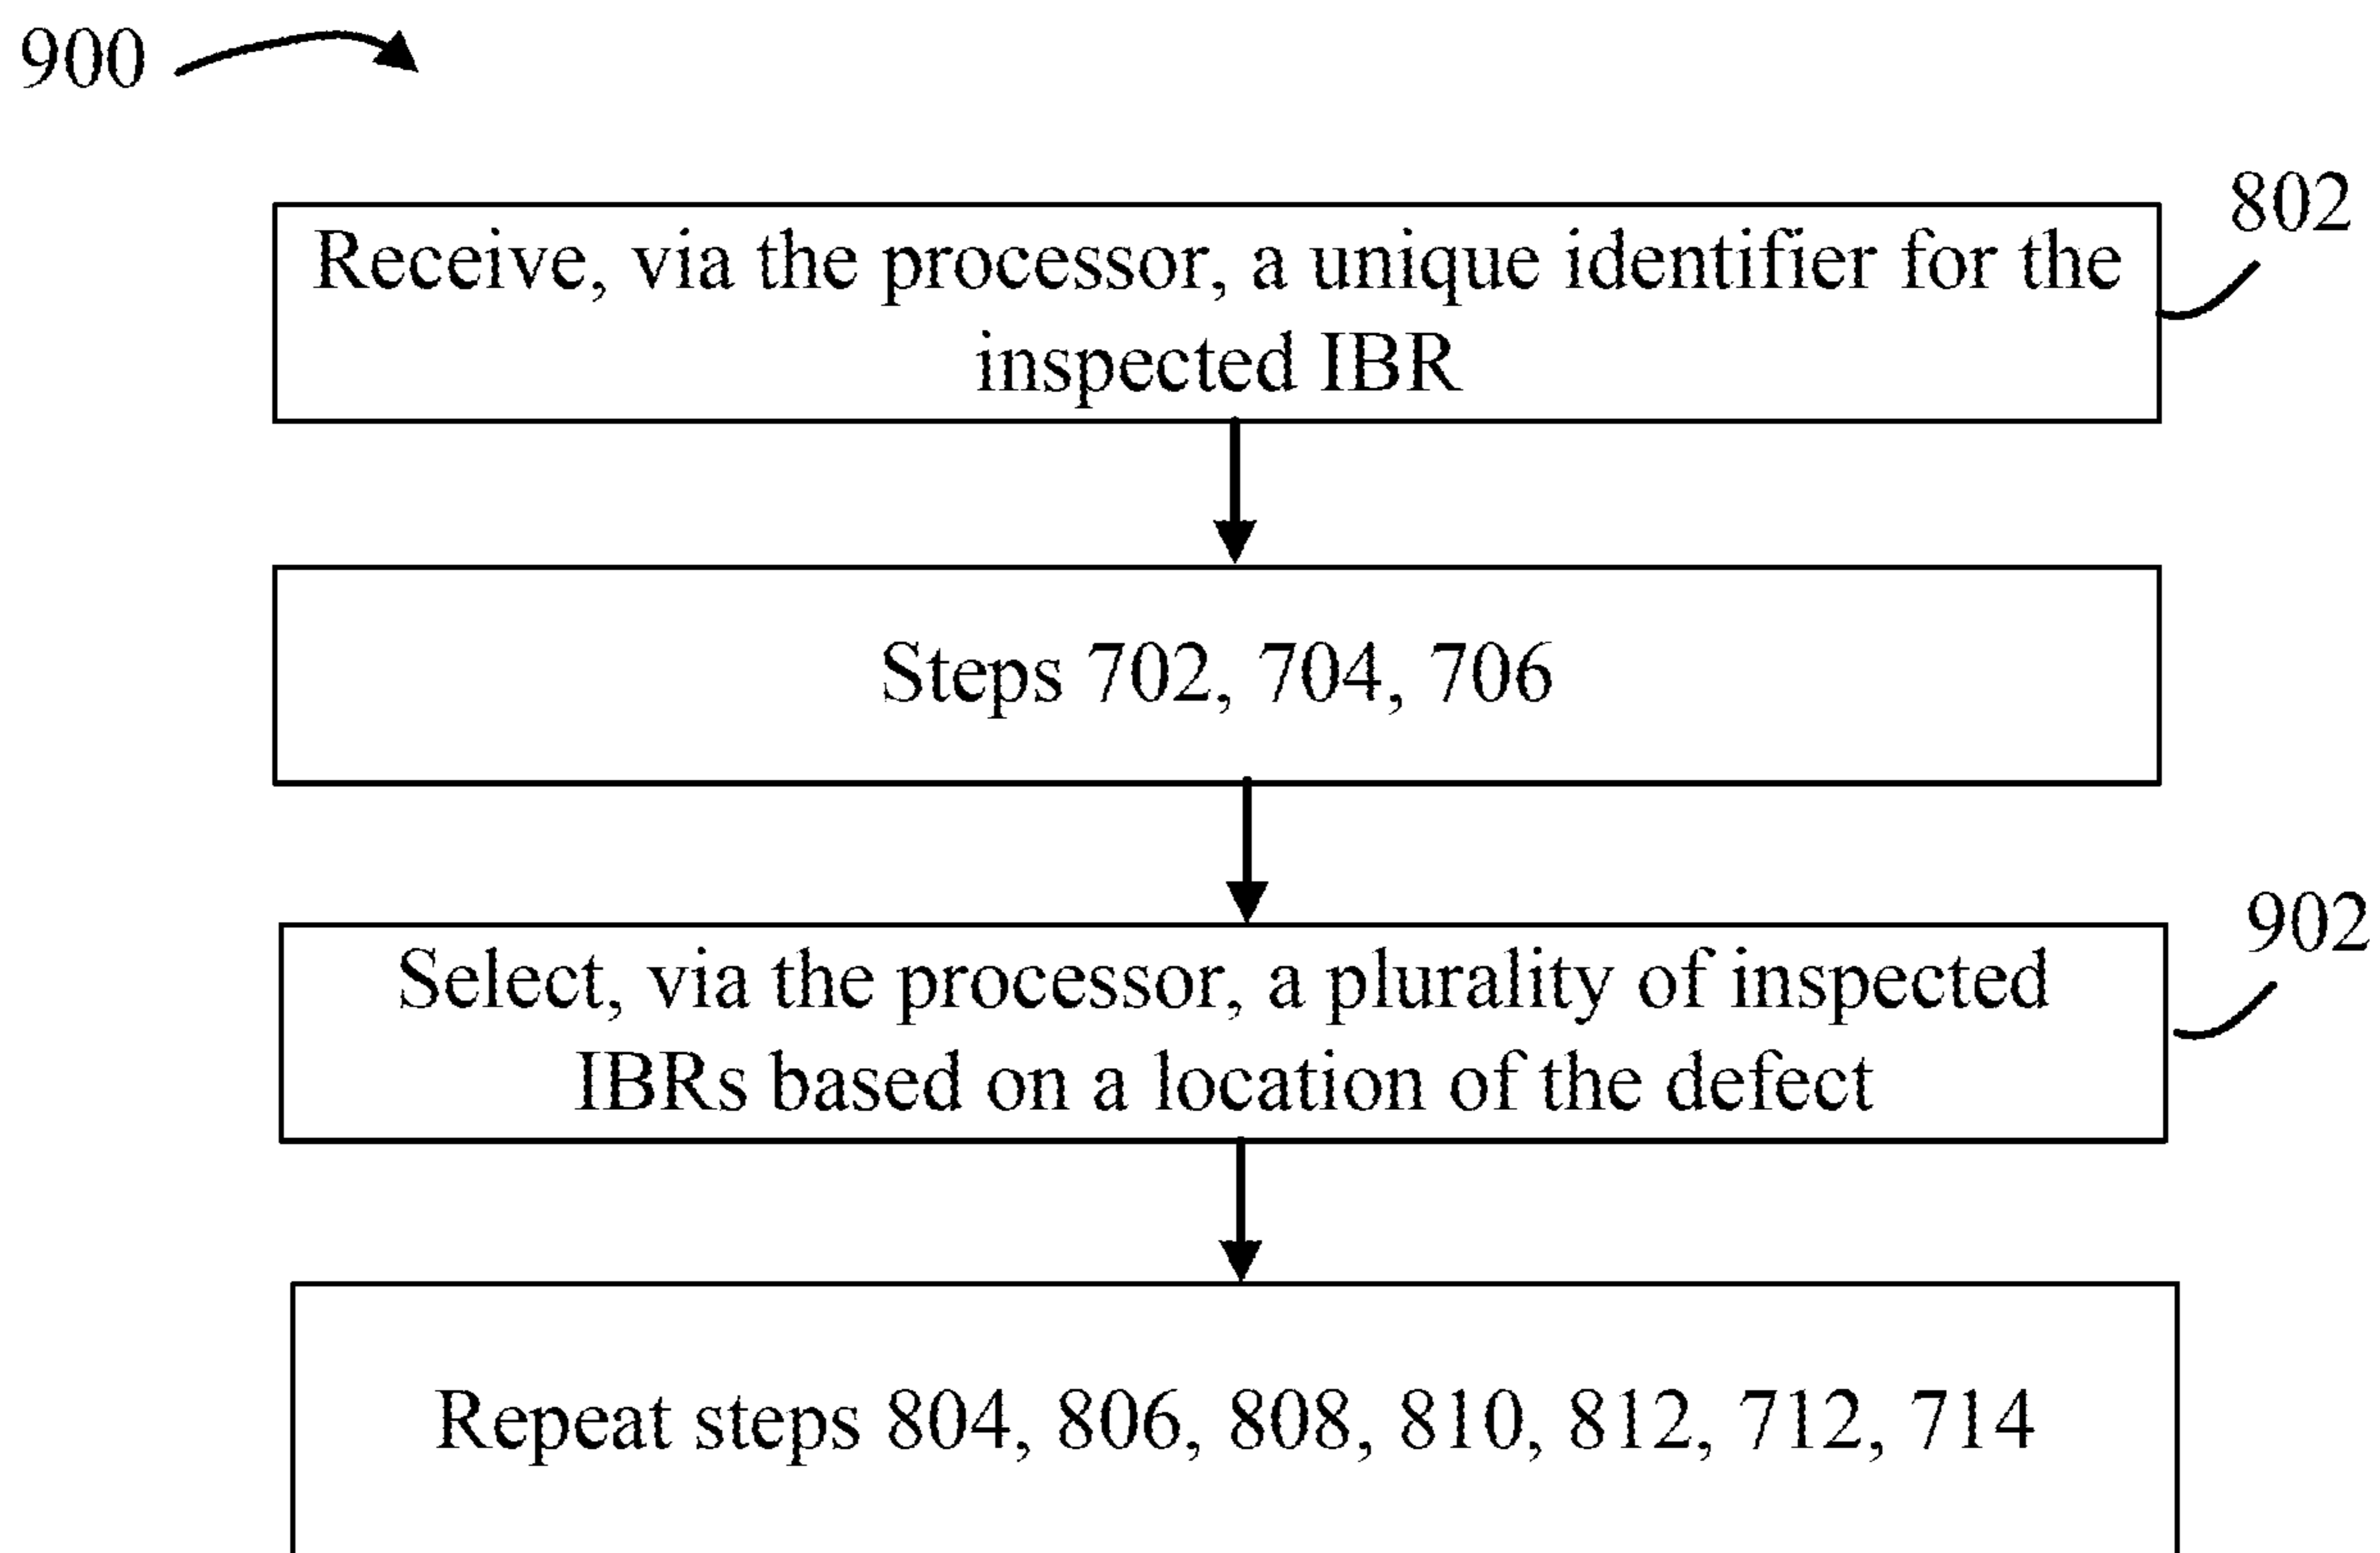 900
802
Receive, via the processor, a unique identifier for the
inspected IBR
Steps 702, 704, 706
902
Select, via the processor, a plurality of inspected
IBRs based on a location of the defect
Repeat steps 804, 806, 808, 810, 812, 712, 714